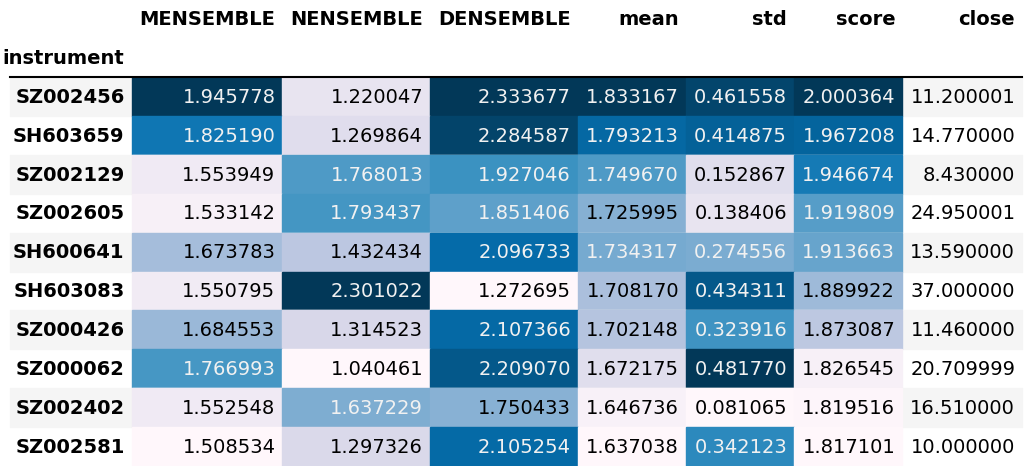 MENSEMBLE NENSEMBLE DENSEMBLE mean std score close
instrument
SZ002456 1.945778 1.220047 2.333677 1.833167 0.461558 2.000364 11.200001
SH603659 1.825190 1.269864 2.284587 1.793213 0.414875 1.967208 14.770000
SZ002129 1.553949 1.768013 1.927046 1.749670 0.152867 1.946674 8.430000
SZ002605 1.533142 1.793437 1.851406 1.725995 0.138406 1.919809 24.950001
SH600641 1.673783 1.432434 2.096733 1.734317 0.274556 1.913663 13.590000
SH603083 1.550795 2.301022 1.272695 1.708170 0.434311 1.889922 37.000000
SZ000426 1.684553 1.314523 2.107366 1.702148 0.323916 1.873087 11.460000
SZ000062 1.766993 1.040461 2.209070 1.672175 0.481770 1.826545 20.709999
SZ002402 1.552548 1.637229 1.750433 1.646736 0.081065 1.819516 16.510000
SZ002581 1.508534 1.297326 2.105254 1.637038 0.342123 1.817101 10.000000